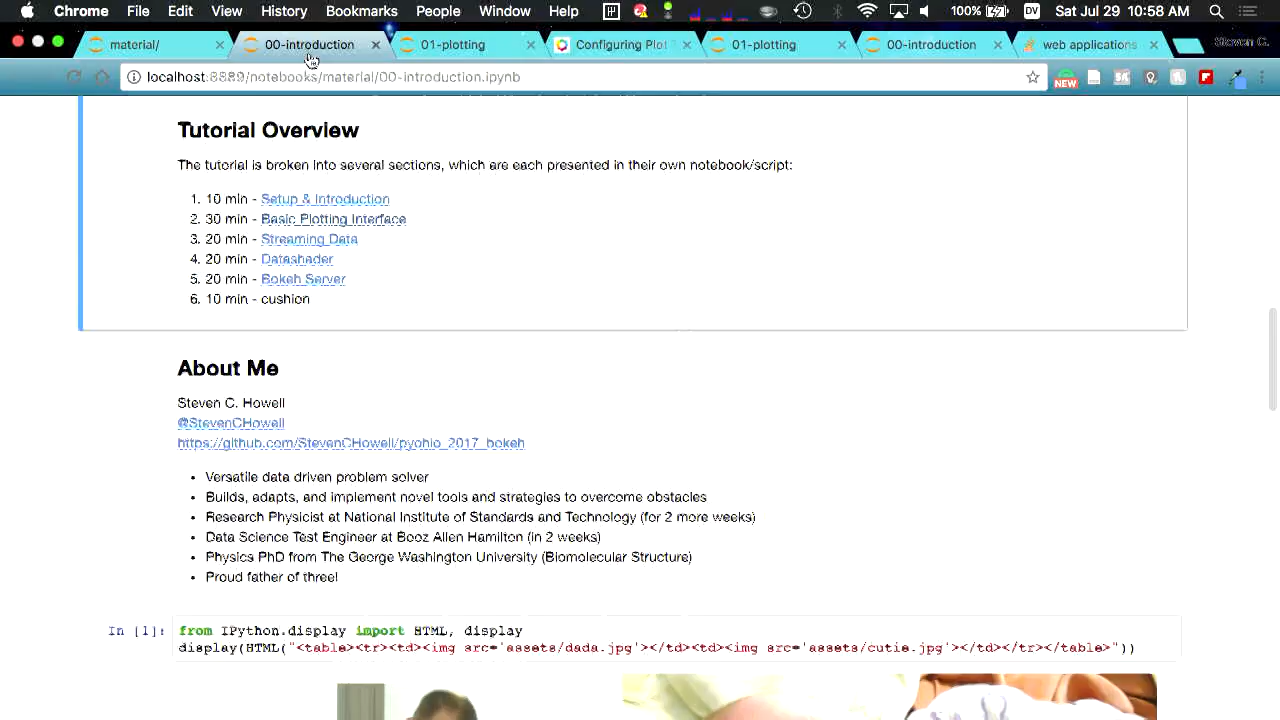 Chrome File Edit View History Bookmarks People Window Help 100% DV Sat Jul 29 10:58 AM
material/ 00-introduction 01-plotting Configuring Plot 01-plotting 00-introduction web applications Steven C.
localhost:8889/notebooks/material/00-introduction.ipynb NEW
Tutorial Overview
The tutorial is broken into several sections, which are each presented in their own notebook/script:
1. 10 min - Setup & Introduction
2. 30 min - Basic Plotting Interface
3. 20 min - Streaming Data
4. 20 min - Datashader
5. 20 min - Bokeh Server
6. 10 min - cushion
About Me
Steven C. Howell
@StevenCHowell
https://github.com/StevenCHowell/pyohio_2017_bokeh
• Versatile data driven problem solver
• Builds, adapts, and implement novel tools and strategies to overcome obstacles
• Research Physicist at National Institute of Standards and Technology (for 2 more weeks)
• Data Science Test Engineer at Booz Allen Hamilton (in 2 weeks)
• Physics PhD from The George Washington University (Biomolecular Structure)
• Proud father of three!
In [1]: from IPython.display import HTML, display
display(HTML("<table><tr><td><img src='assets/dada.jpg'></td><td><img src='assets/cutie.jpg'></td></tr></table>"))